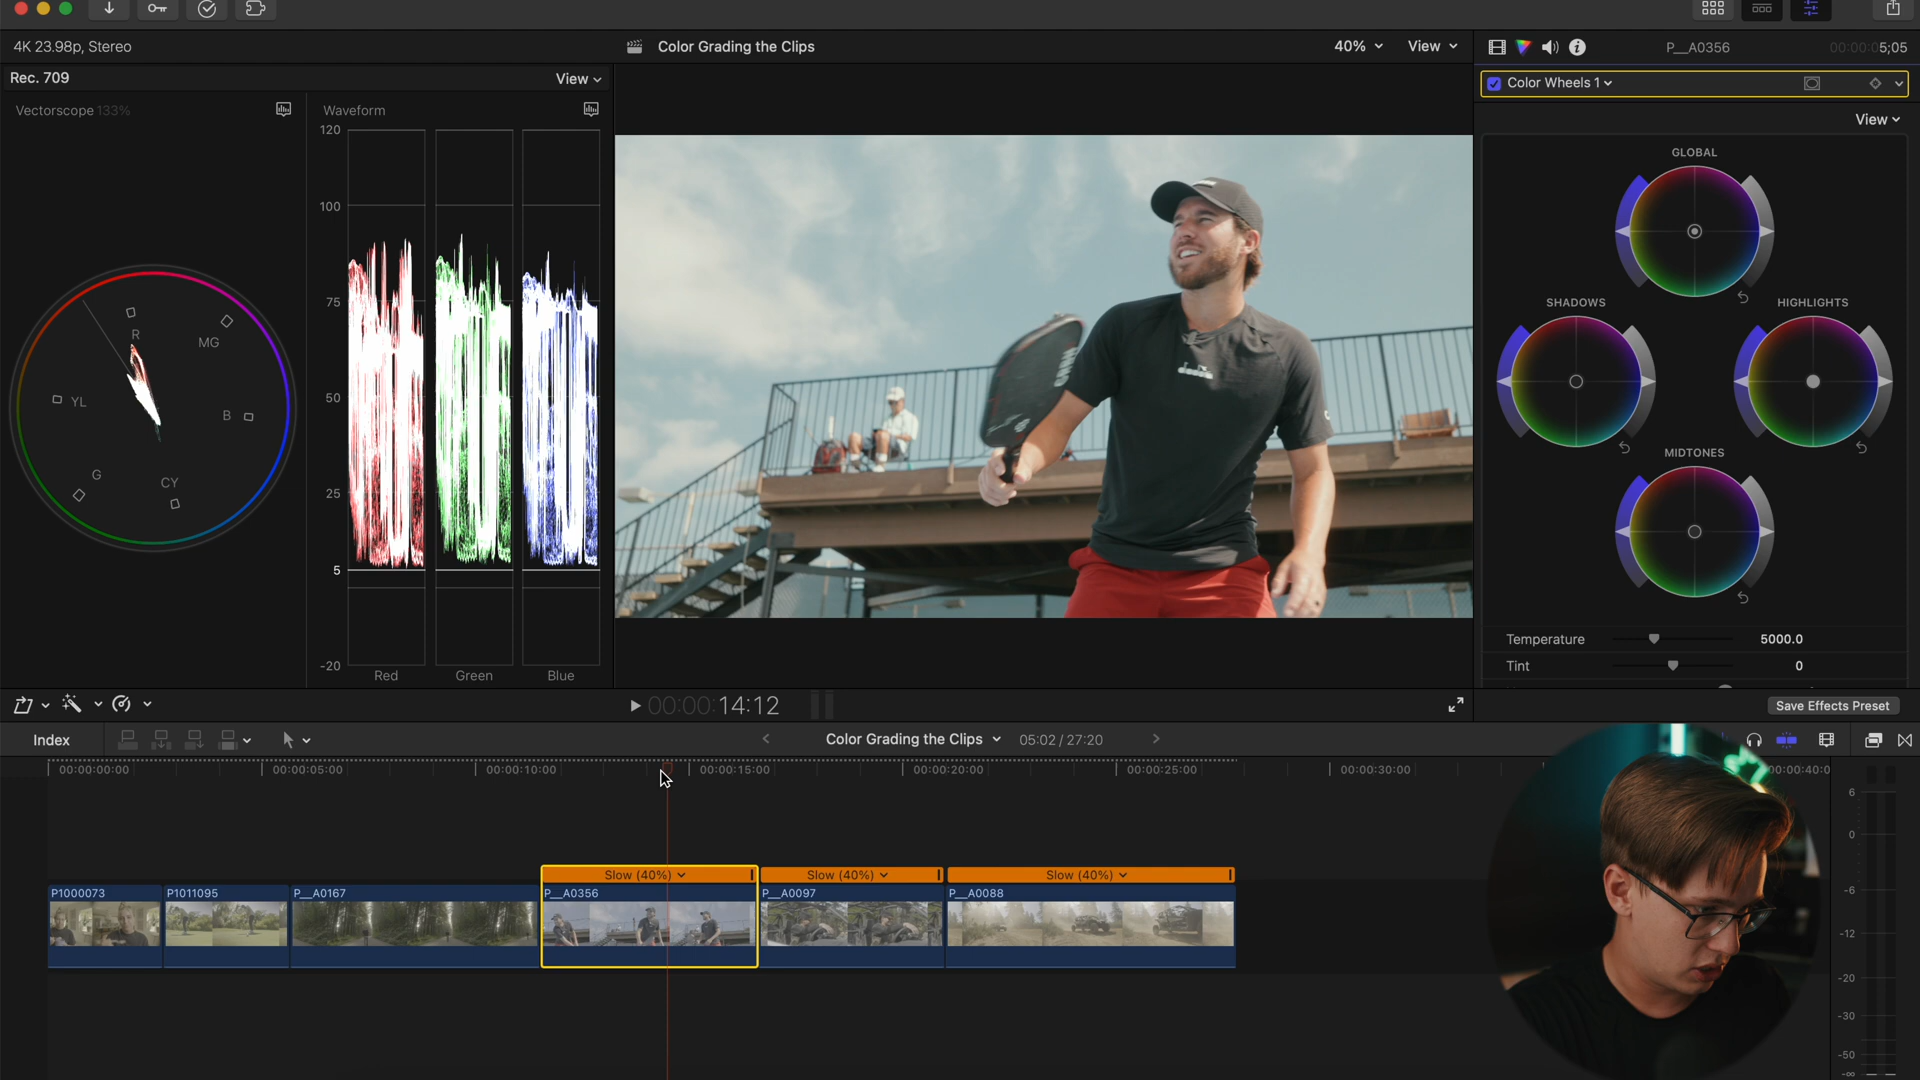 4K 23.98p, Stereo
Color Grading the Clips
40%
View
P__A0356
00:00:05;05
Rec. 709
View
Color Wheels 1
Vectorscope 133%
Waveform
View
120
100
75
50
25
5
-20
R
MG
YL
B
G
CY
Red
Green
Blue
diadora
GLOBAL
SHADOWS
HIGHLIGHTS
MIDTONES
Temperature
5000.0
Tint
0
00:00:14:12
Save Effects Preset
Index
Color Grading the Clips
05:02 / 27:20
00:00:00:00
00:00:05:00
00:00:10:00
00:00:15:00
00:00:20:00
00:00:25:00
00:00:30:00
00:00:40:0
Slow (40%)
Slow (40%)
Slow (40%)
P1000073
P1011095
P__A0167
P__A0356
P__A0097
P__A0088
6
0
-6
-12
-20
-30
-50
-∞